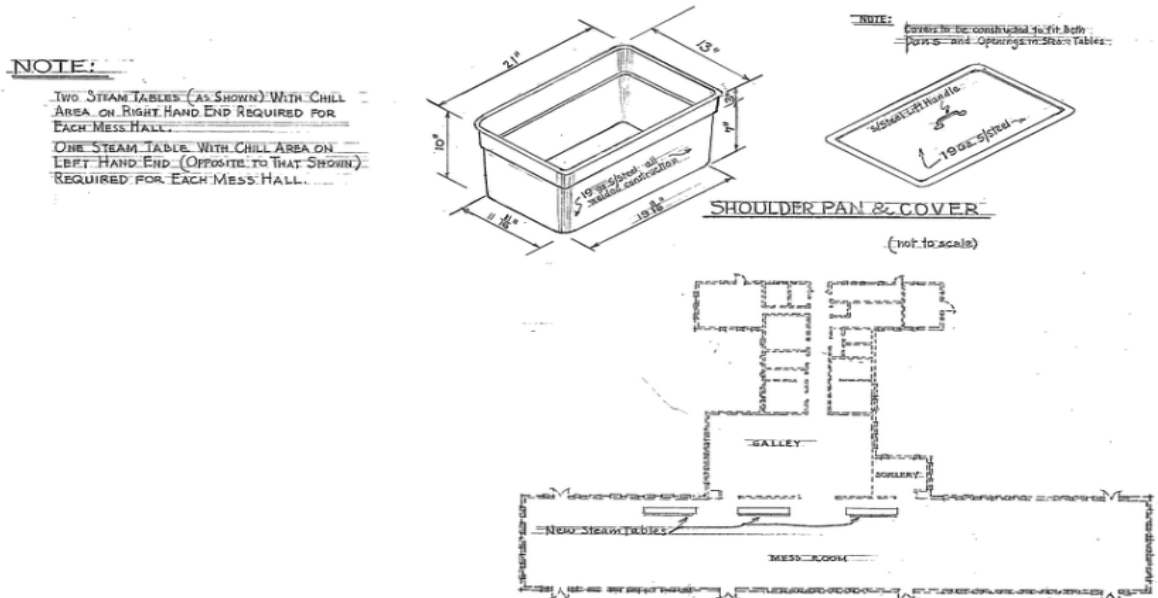 NOTE:
TWO STEAM TABLES (AS SHOWN) WITH CHILL
AREA ON RIGHT HAND END REQUIRED FOR
EACH MESS HALL.
ONE STEAM TABLE WITH CHILL AREA ON
LEFT HAND END (OPPOSITE TO THAT SHOWN)
REQUIRED FOR EACH MESS HALL.
21"
13"
10"
7"
19 ga. s/steel all
welded construction
NOTE:
Covers to be constructed to fit both
Pans and Openings in Steam Tables.
S/Steel Lift Handle
19 ga. s/steel
SHOULDER PAN & COVER
(not to scale)
GALLEY
SCULLERY
New Steam Tables
MESS ROOM